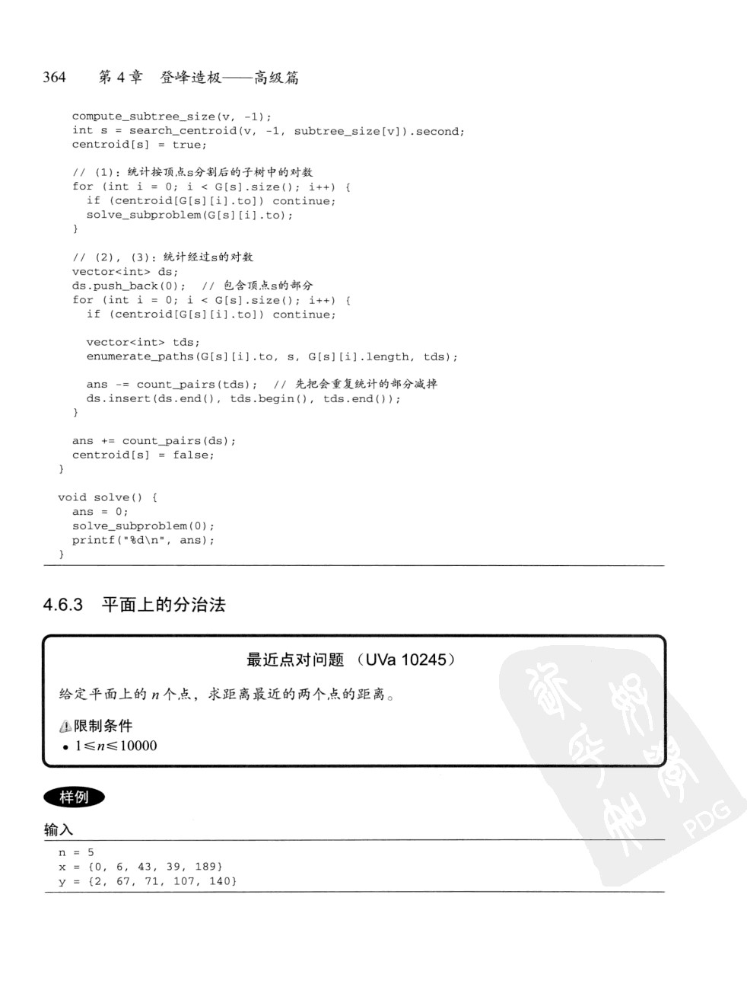 364 第 4 章 登峰造极——高级篇
compute_subtree_size(v, -1);
int s = search_centroid(v, -1, subtree_size[v]).second;
centroid[s] = true;
// (1): 统计按顶点s分割后的子树中的对数
for (int i = 0; i < G[s].size(); i++) {
if (centroid[G[s][i].to]) continue;
solve_subproblem(G[s][i].to);
}
// (2), (3): 统计经过s的对数
vector<int> ds;
ds.push_back(0); // 包含顶点s的部分
for (int i = 0; i < G[s].size(); i++) {
if (centroid[G[s][i].to]) continue;
vector<int> tds;
enumerate_paths(G[s][i].to, s, G[s][i].length, tds);
ans -= count_pairs(tds); // 先把会重复统计的部分减掉
ds.insert(ds.end(), tds.begin(), tds.end());
}
ans += count_pairs(ds);
centroid[s] = false;
}
void solve() {
ans = 0;
solve_subproblem(0);
printf("%d\n", ans);
}
4.6.3 平面上的分治法
最近点对问题 （UVa 10245）
给定平面上的 n 个点，求距离最近的两个点的距离。
限制条件
• 1≤n≤10000
样例
输入
n = 5
x = {0, 6, 43, 39, 189}
y = {2, 67, 71, 107, 140}
PDG